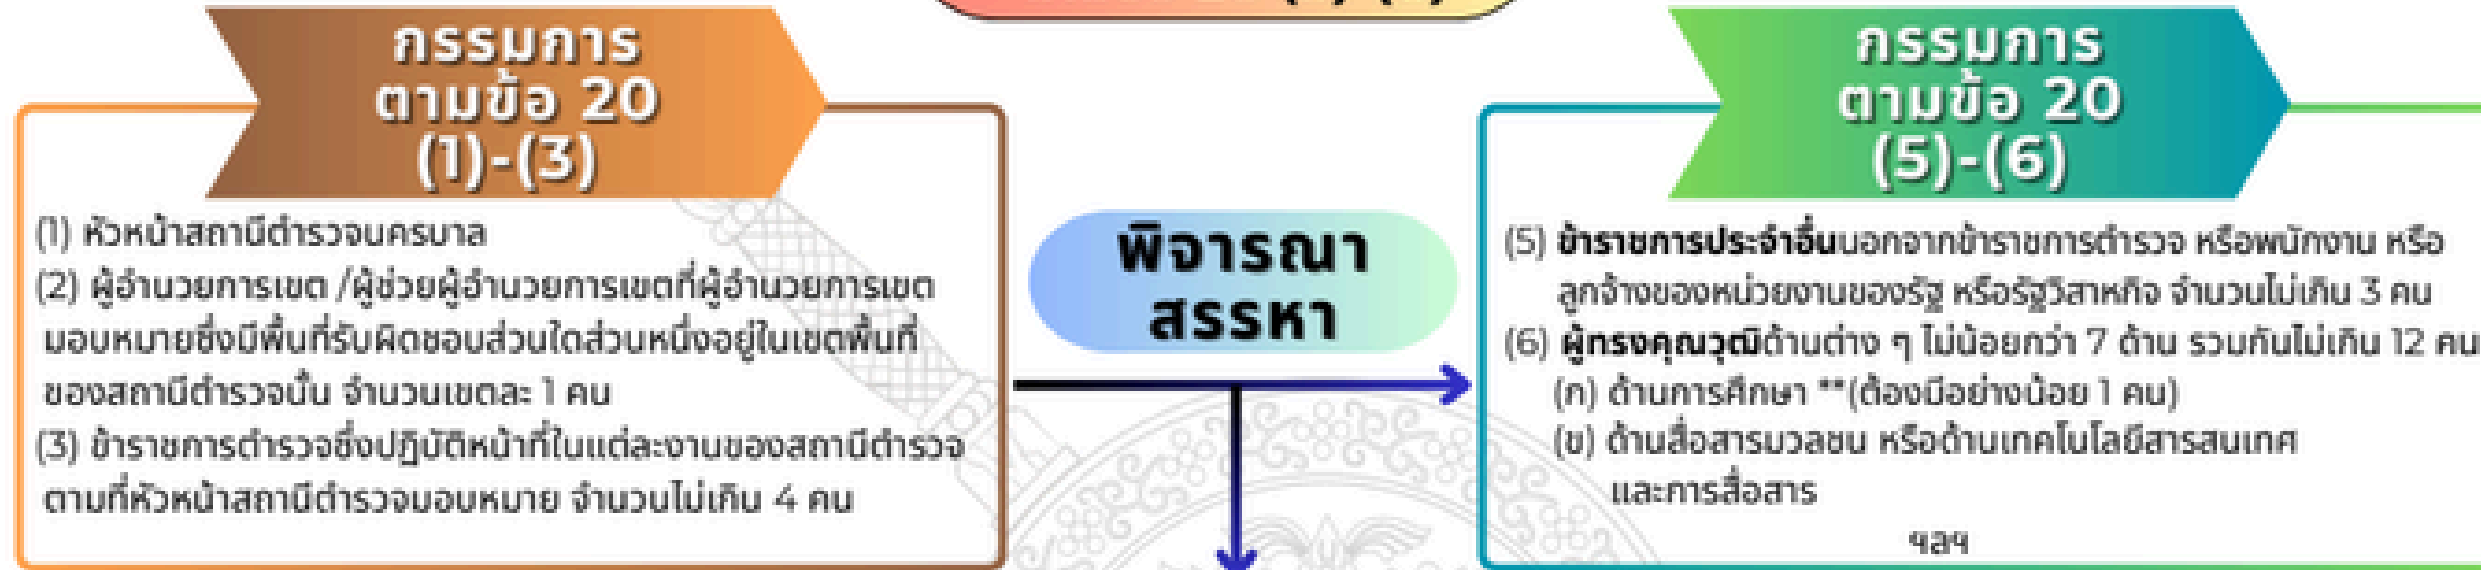 กรรมการ
ตามข้อ 20
(1)-(3)
(1) หัวหน้าสถานีตำรวจนครบาล
(2) ผู้อำนวยการเขต /ผู้ช่วยผู้อำนวยการเขตที่ผู้อำนวยการเขต
มอบหมายซึ่งมีพื้นที่รับผิดชอบส่วนใดส่วนหนึ่งอยู่ในเขตพื้นที่
ของสถานีตำรวจนั้น จำนวนเขตละ 1 คน
(3) ข้าราชการตำรวจซึ่งปฏิบัติหน้าที่ในแต่ละงานของสถานีตำรวจ
ตามที่หัวหน้าสถานีตำรวจมอบหมาย จำนวนไม่เกิน 4 คน
พิจารณา
สรรหา
กรรมการ
ตามข้อ 20
(5)-(6)
(5) ข้าราชการประจำอื่นนอกจากข้าราชการตำรวจ หรือพนักงาน หรือ
ลูกจ้างของหน่วยงานของรัฐ หรือรัฐวิสาหกิจ จำนวนไม่เกิน 3 คน
(6) ผู้ทรงคุณวุฒิด้านต่าง ๆ ไม่น้อยกว่า 7 ด้าน รวมกันไม่เกิน 12 คน
(ก) ด้านการศึกษา **(ต้องมีอย่างน้อย 1 คน)
(ข) ด้านสื่อสารมวลชน หรือด้านเทคโนโลยีสารสนเทศ
และการสื่อสาร
ฯลฯ